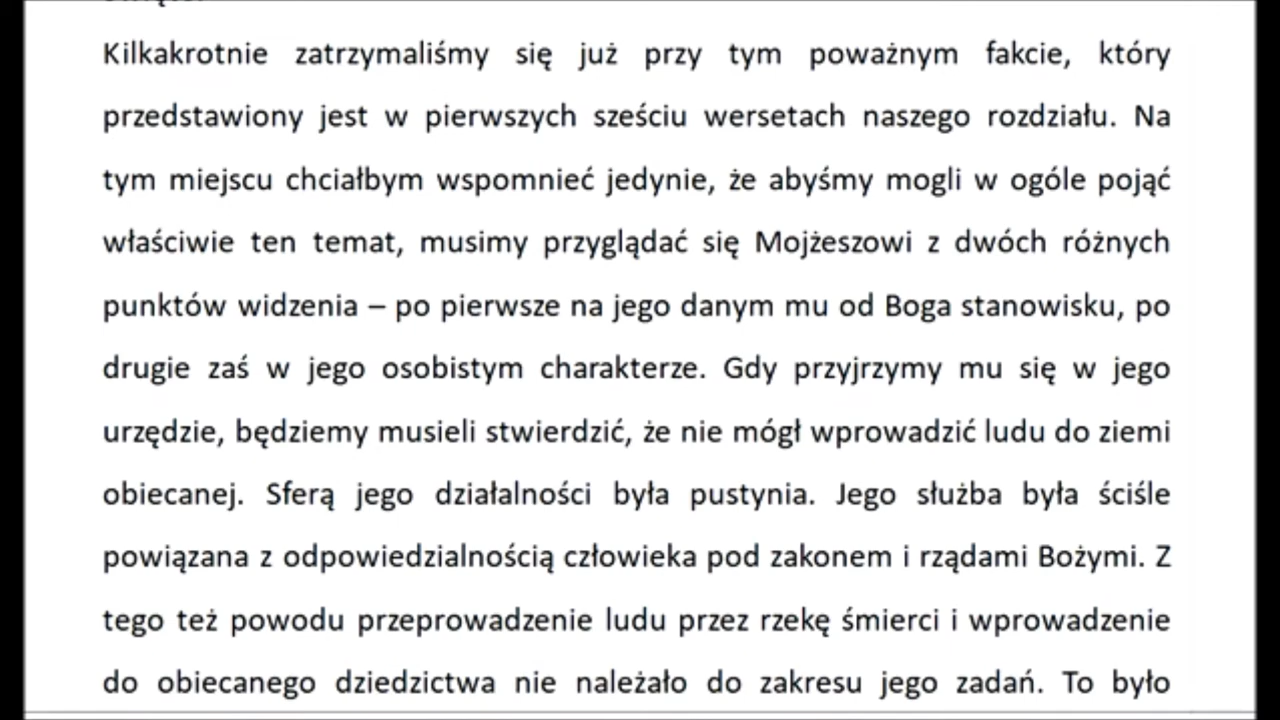 Kilkakrotnie zatrzymaliśmy się już przy tym poważnym fakcie, który
przedstawiony jest w pierwszych sześciu wersetach naszego rozdziału. Na
tym miejscu chciałbym wspomnieć jedynie, że abyśmy mogli w ogóle pojąć
właściwie ten temat, musimy przyglądać się Mojżeszowi z dwóch różnych
punktów widzenia – po pierwsze na jego danym mu od Boga stanowisku, po
drugie zaś w jego osobistym charakterze. Gdy przyjrzymy mu się w jego
urzędzie, będziemy musieli stwierdzić, że nie mógł wprowadzić ludu do ziemi
obiecanej. Sferą jego działalności była pustynia. Jego służba była ściśle
powiązana z odpowiedzialnością człowieka pod zakonem i rządami Bożymi. Z
tego też powodu przeprowadzenie ludu przez rzekę śmierci i wprowadzenie
do obiecanego dziedzictwa nie należało do zakresu jego zadań. To było